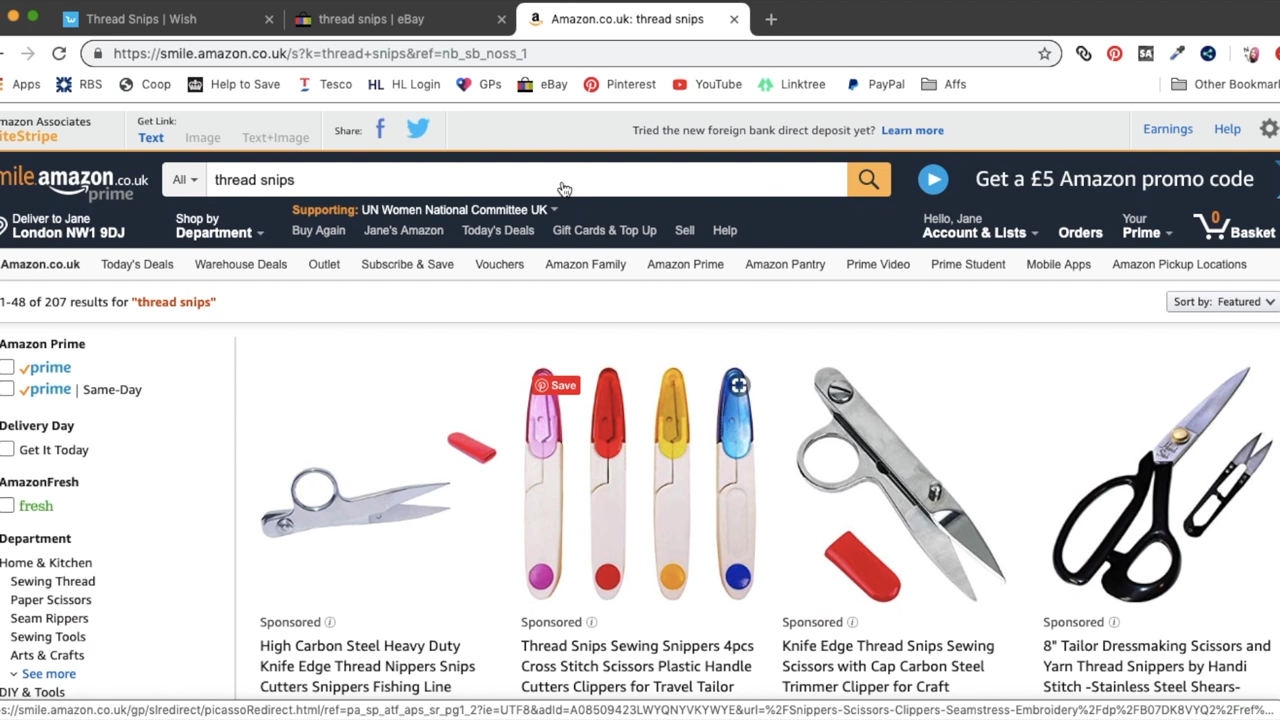 Thread Snips | Wish
thread snips | eBay
Amazon.co.uk: thread snips
https://smile.amazon.co.uk/s?k=thread+snips&ref=nb_sb_noss_1
SA
Apps
RBS
Coop
Help to Save
Tesco
HL HL Login
GPs
eBay
Pinterest
YouTube
Linktree
PayPal
Affs
Other Bookmar
mazon Associates
iteStripe
Get Link:
Text
Image
Text+Image
Share:
Tried the new foreign bank direct deposit yet? Learn more
Earnings
Help
mile.amazon.co.uk
prime
All
thread snips
Get a £5 Amazon promo code
Deliver to Jane
London NW1 9DJ
Shop by
Department
Supporting: UN Women National Committee UK
Buy Again
Jane's Amazon
Today's Deals
Gift Cards & Top Up
Sell
Help
Hello, Jane
Account & Lists
Orders
Your
Prime
0
Basket
Amazon.co.uk
Today's Deals
Warehouse Deals
Outlet
Subscribe & Save
Vouchers
Amazon Family
Amazon Prime
Amazon Pantry
Prime Video
Prime Student
Mobile Apps
Amazon Pickup Locations
1-48 of 207 results for "thread snips"
Sort by: Featured
Amazon Prime
prime
prime | Same-Day
Delivery Day
Get It Today
AmazonFresh
fresh
Department
Home & Kitchen
Sewing Thread
Paper Scissors
Seam Rippers
Sewing Tools
Arts & Crafts
See more
DIY & Tools
Save
Sponsored
High Carbon Steel Heavy Duty
Knife Edge Thread Nippers Snips
Cutters Snippers Fishing Line
Sponsored
Thread Snips Sewing Snippers 4pcs
Cross Stitch Scissors Plastic Handle
Cutters Clippers for Travel Tailor
Sponsored
Knife Edge Thread Snips Sewing
Scissors with Cap Carbon Steel
Trimmer Clipper for Craft
Sponsored
8" Tailor Dressmaking Scissors and
Yarn Thread Snippers by Handi
Stitch -Stainless Steel Shears-
s://smile.amazon.co.uk/gp/slredirect/picassoRedirect.html/ref=pa_sp_atf_aps_sr_pg1_2?ie=UTF8&adId=A08509423LWYQNYVKYWYE&url=%2FSnippers-Scissors-Clippers-Seamstress-Embroidery%2Fdp%2FB07DK8VYQ2%2Fref%...